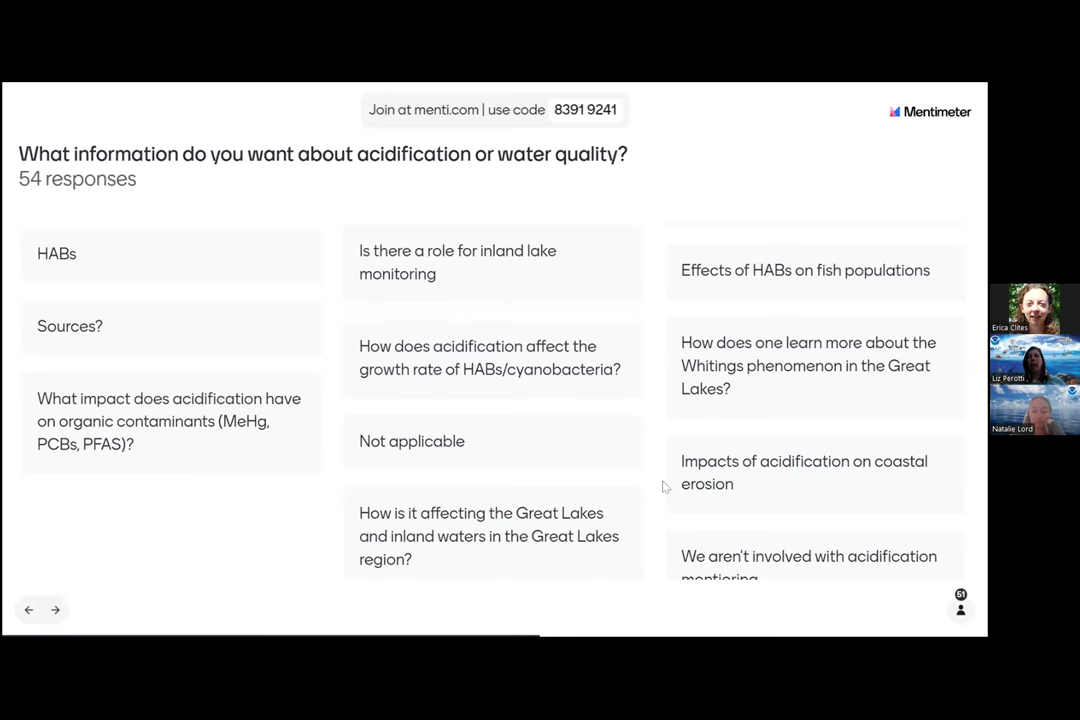 Join at menti.com | use code 8391 9241
Mentimeter
What information do you want about acidification or water quality?
54 responses
HABs
Sources?
What impact does acidification have
on organic contaminants (MeHg,
PCBs, PFAS)?
Is there a role for inland lake
monitoring
How does acidification affect the
growth rate of HABs/cyanobacteria?
Not applicable
How is it affecting the Great Lakes
and inland waters in the Great Lakes
region?
Effects of HABs on fish populations
How does one learn more about the
Whitings phenomenon in the Great
Lakes?
Impacts of acidification on coastal
erosion
We aren't involved with acidification
montioring
51
Erica Clites
Liz Perotti
Natalie Lord